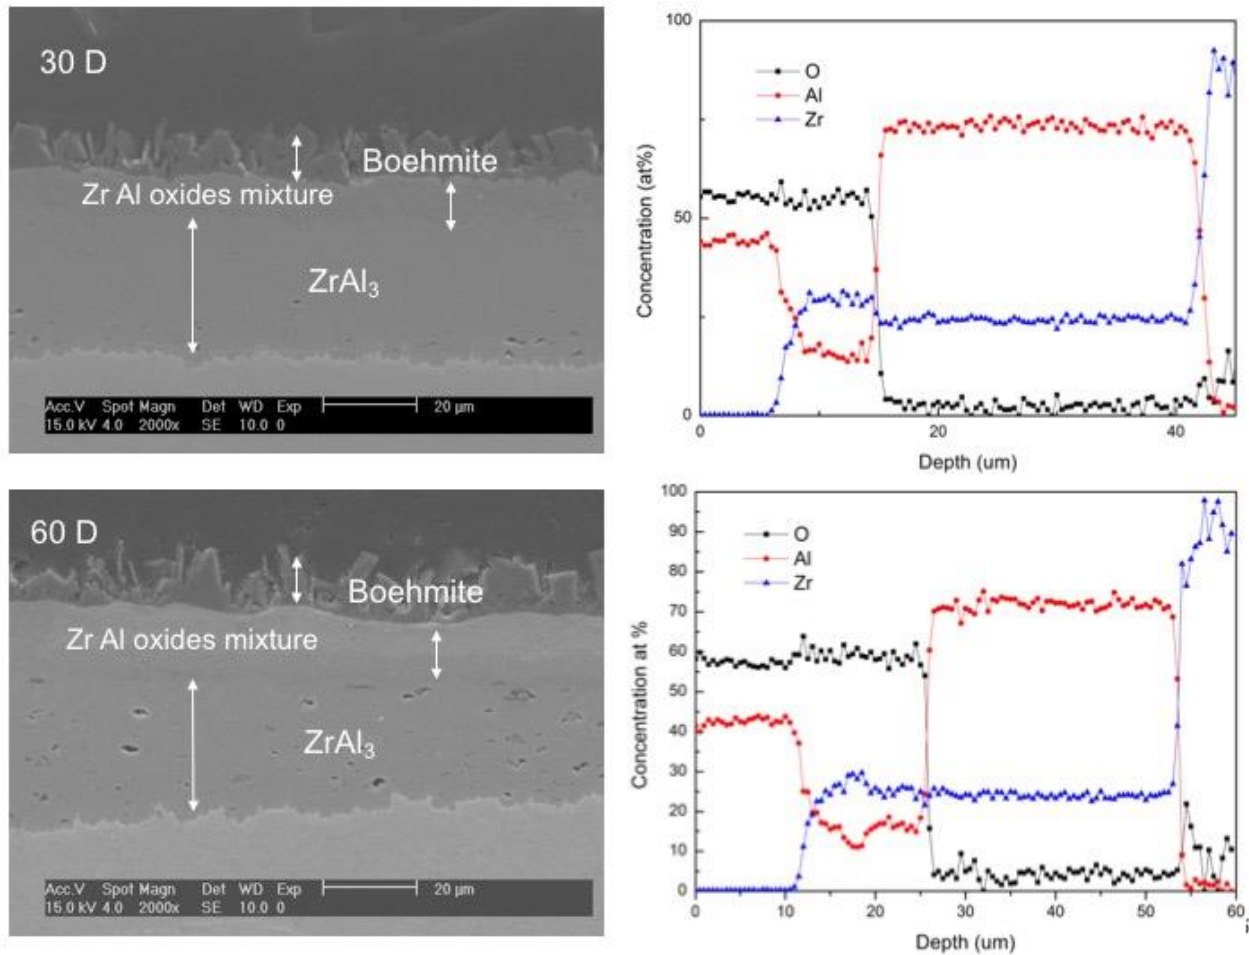 30 D
Boehmite
Zr Al oxides mixture
ZrAl₃
Acc.V Spot Magn Det WD Exp 20 µm
15.0 kV 4.0 2000x SE 10.0 0
100
50
0
0 20 40
Concentration (at%)
Depth (um)
O
Al
Zr
60 D
Boehmite
Zr Al oxides mixture
ZrAl₃
Acc.V Spot Magn Det WD Exp 20 µm
15.0 kV 4.0 2000x SE 10.0 0
100
90
80
70
60
50
40
30
20
10
0
0 10 20 30 40 50 60
Concentration at %
Depth (um)
O
Al
Zr